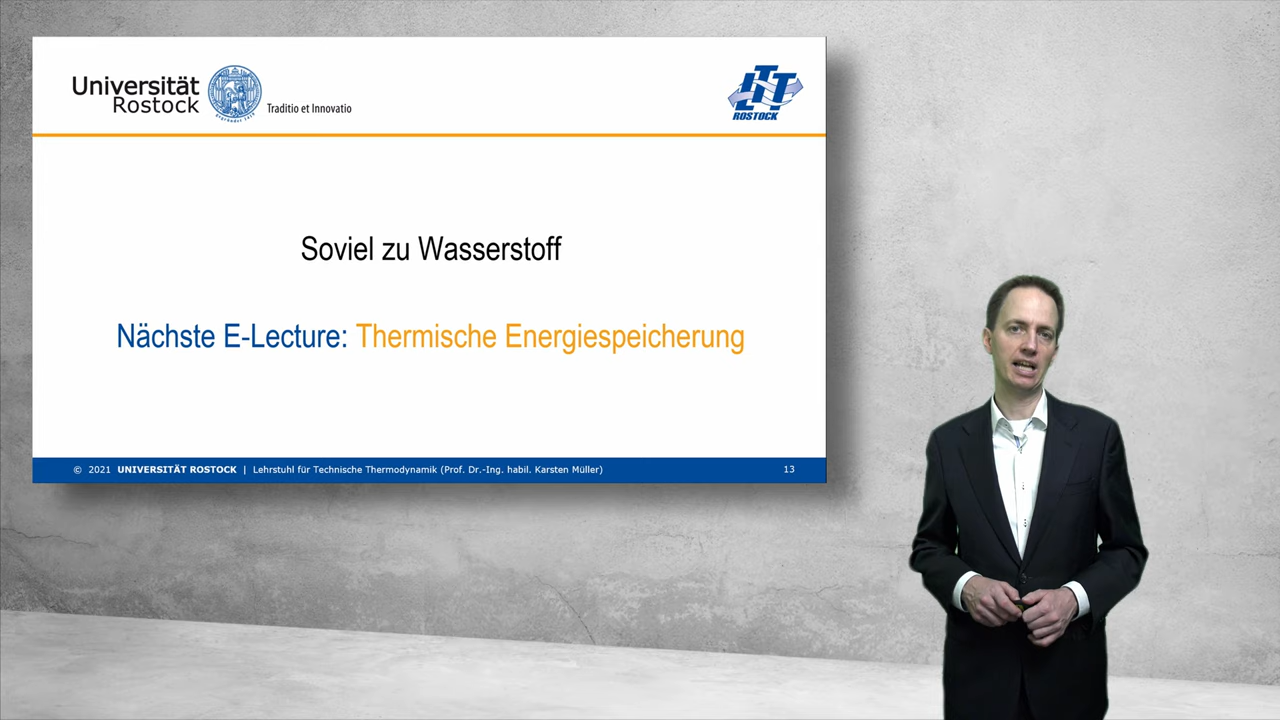 Universität
Rostock
Traditio et Innovatio
LTT
ROSTOCK
Soviel zu Wasserstoff
Nächste E-Lecture: Thermische Energiespeicherung
© 2021 UNIVERSITÄT ROSTOCK | Lehrstuhl für Technische Thermodynamik (Prof. Dr.-Ing. habil. Karsten Müller)
13